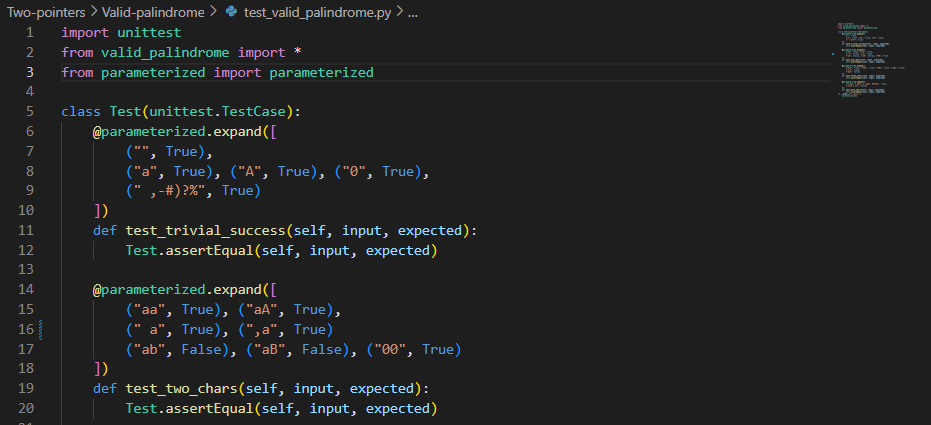 Two-pointers > Valid-palindrome > test_valid_palindrome.py > ...
1 import unittest
2 from valid_palindrome import *
3 from parameterized import parameterized
4
5 class Test(unittest.TestCase):
6     @parameterized.expand([
7         ("", True),
8         ("a", True), ("A", True), ("0", True),
9         (" ,-#)?%", True)
10     ])
11     def test_trivial_success(self, input, expected):
12         Test.assertEqual(self, input, expected)
13
14     @parameterized.expand([
15         ("aa", True), ("aA", True),
16         (" a", True), (",a", True)
17         ("ab", False), ("aB", False), ("00", True)
18     ])
19     def test_two_chars(self, input, expected):
20         Test.assertEqual(self, input, expected)